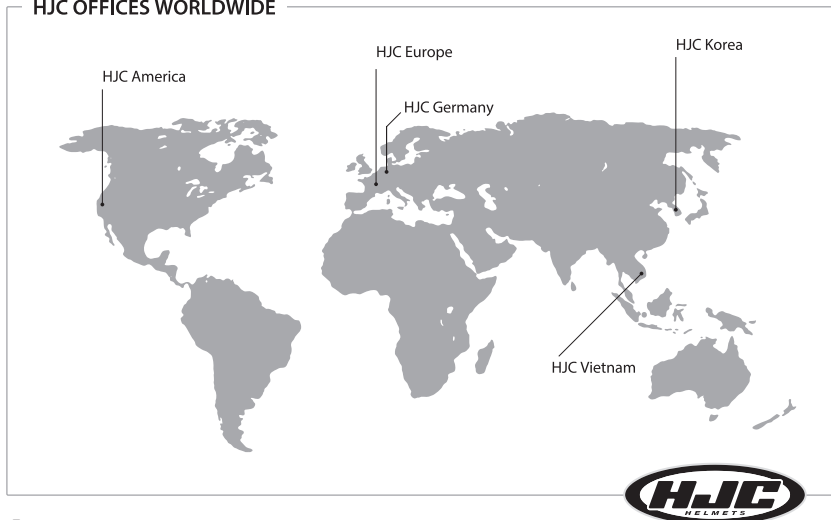 HJC OFFICES WORLDWIDE
HJC Korea
HJC Europe
HJC America
HJC Germany
HJC Vietnam
HJC
HELMETS